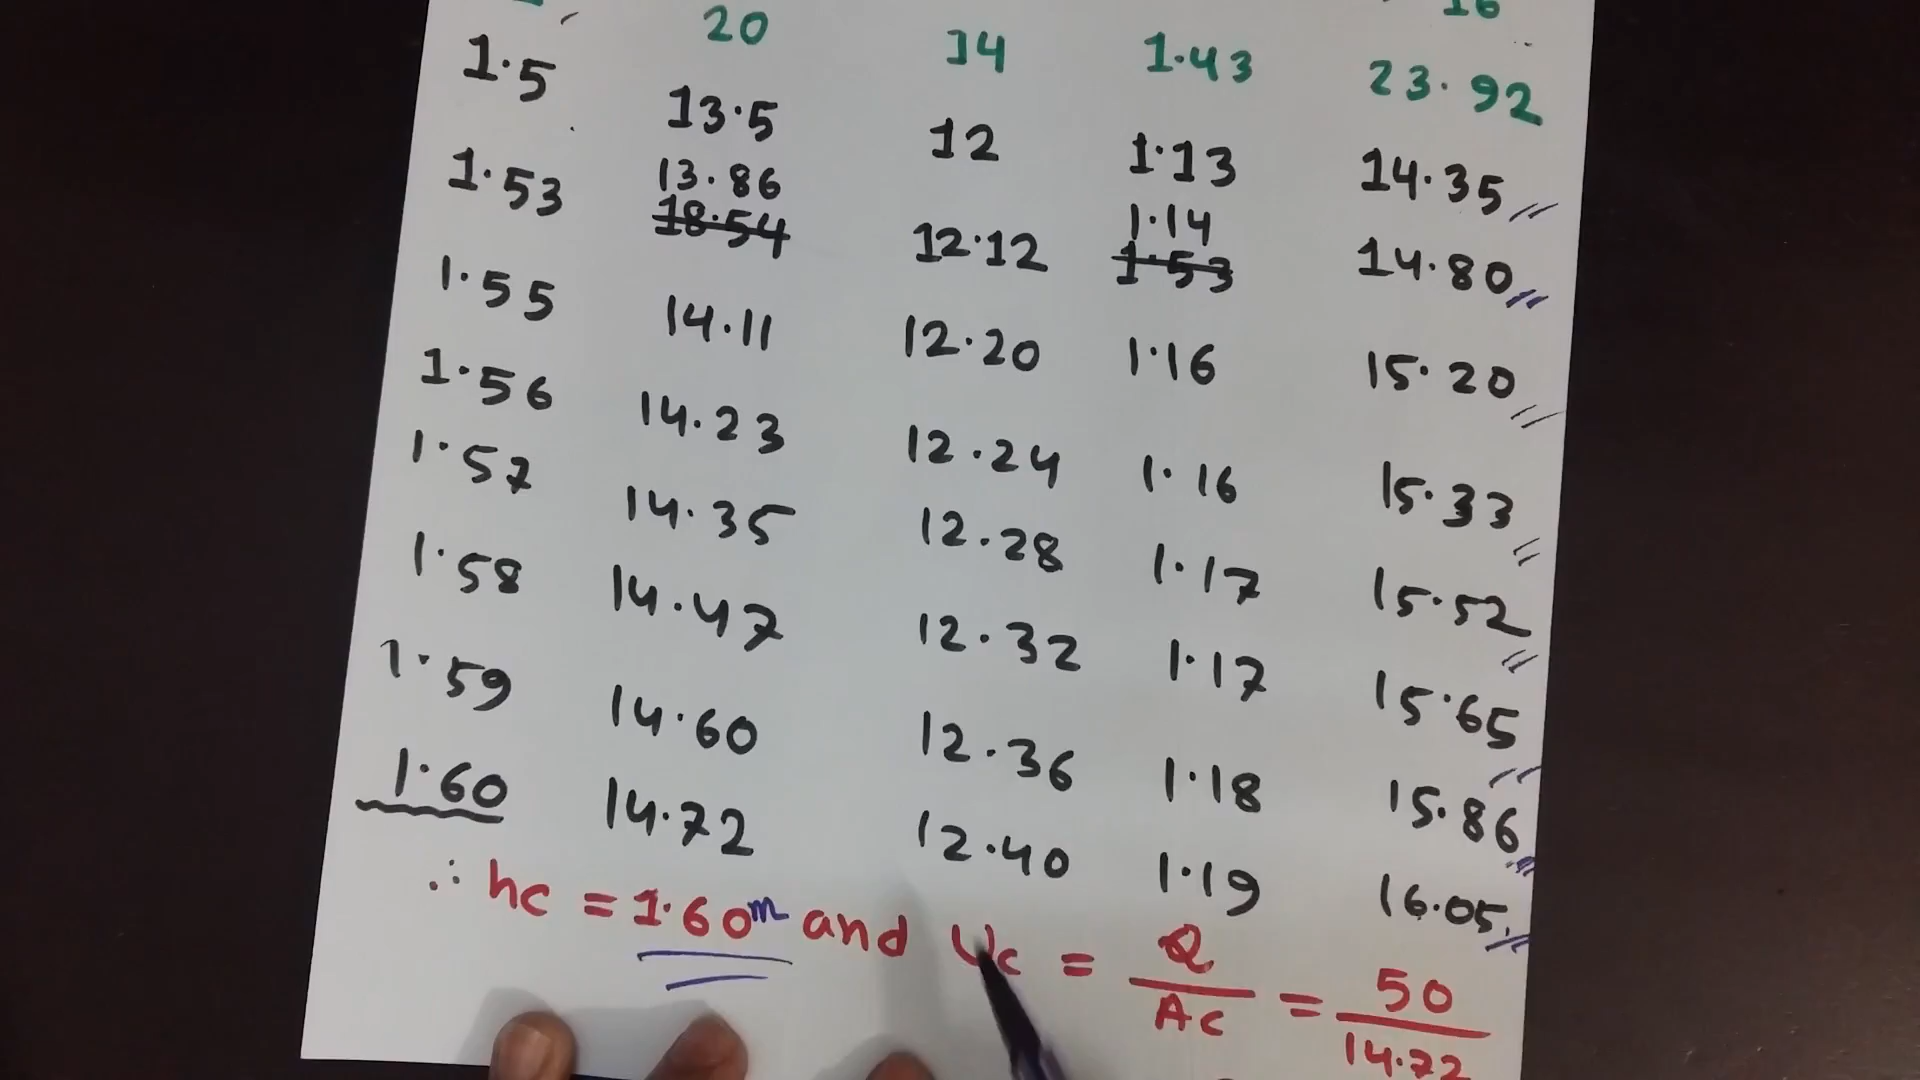 20 14 1.43 16
1.5 23.92
13.5 12 1.13 14.35
1.53 13.86 1.14
18.54 12.12 1.53 14.80
1.55 14.11 12.20 1.16 15.20
1.56 14.23 12.24 1.16 15.33
1.57 14.35 12.28 1.17 15.52
1.58 14.47 12.32 1.17 15.65
1.59 14.60 12.36 1.18 15.86
1.60 14.72 12.40 1.19 16.05
∴ hc = 1.60m and Vc = Q/Ac = 50/14.72